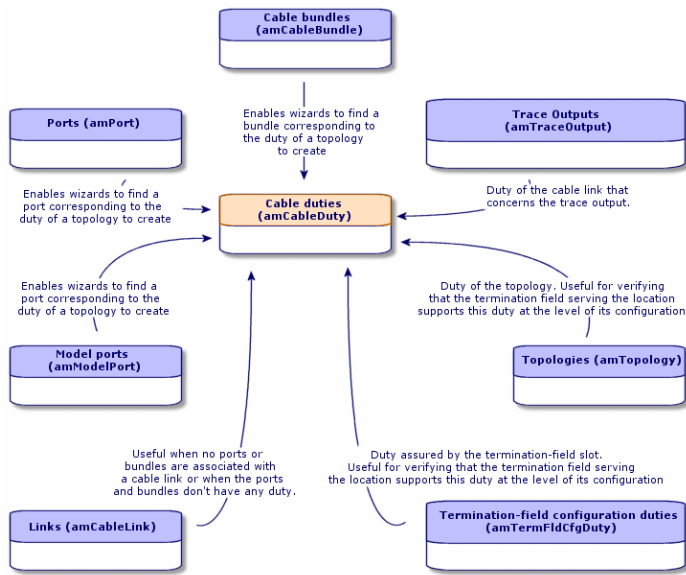 Cable bundles
(amCableBundle)
Enables wizards to find a
bundle corresponding to
the duty of a topology
to create
Ports (amPort)
Trace Outputs
(amTraceOutput)
Enables wizards to find a
port corresponding to the
duty of a topology to create
Cable duties
(amCableDuty)
Duty of the cable link that
concerns the trace output.
Enables wizards to find a
port corresponding to the
duty of a topology to create
Duty of the topology. Useful for verifying
that the termination field serving the location
supports this duty at the level of its configuration
Model ports
(amModelPort)
Topologies (amTopology)
Useful when no ports or
bundles are associated with
a cable link or when the ports
and bundles don't have any duty.
Duty assured by the termination-field slot.
Useful for verifying that the termination field serving
the location supports this duty at the level of its configuration
Links (amCableLink)
Termination-field configuration duties
(amTermFldCfgDuty)